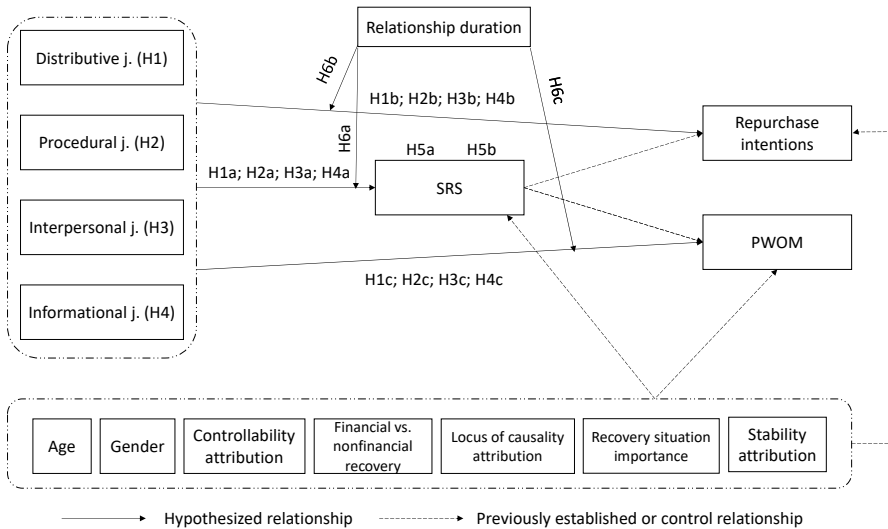 Relationship duration
Distributive j. (H1)
H6b
H6c
H1b; H2b; H3b; H4b
Procedural j. (H2)
H6a
Repurchase
intentions
H5a
H5b
H1a; H2a; H3a; H4a
SRS
Interpersonal j. (H3)
PWOM
H1c; H2c; H3c; H4c
Informational j. (H4)
Age
Gender
Controllability
attribution
Financial vs.
nonfinancial
recovery
Locus of causality
attribution
Recovery situation
importance
Stability
attribution
Hypothesized relationship
Previously established or control relationship